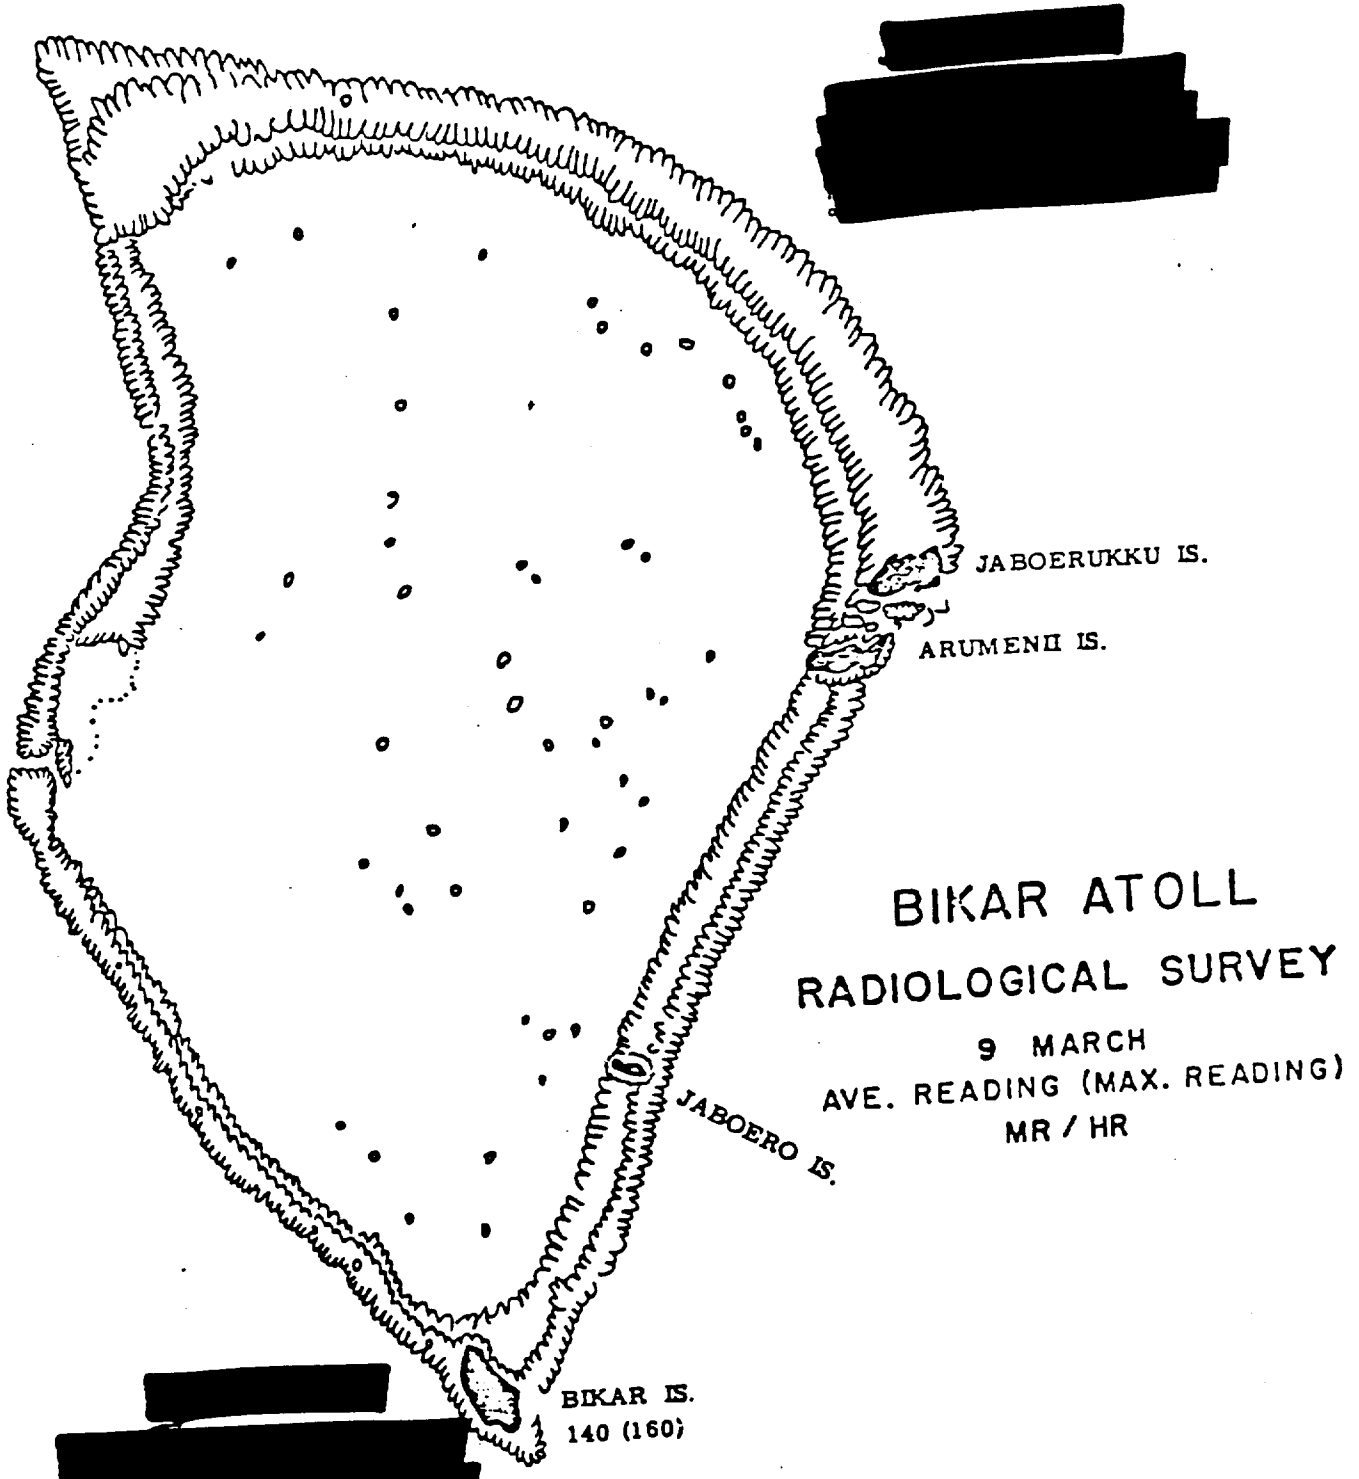 JABOERUKKU IS.
ARUMENII IS.
BIKAR ATOLL
RADIOLOGICAL SURVEY
9 MARCH
AVE. READING (MAX. READING)
MR / HR
JABOERO IS.
BIKAR IS.
140 (160)